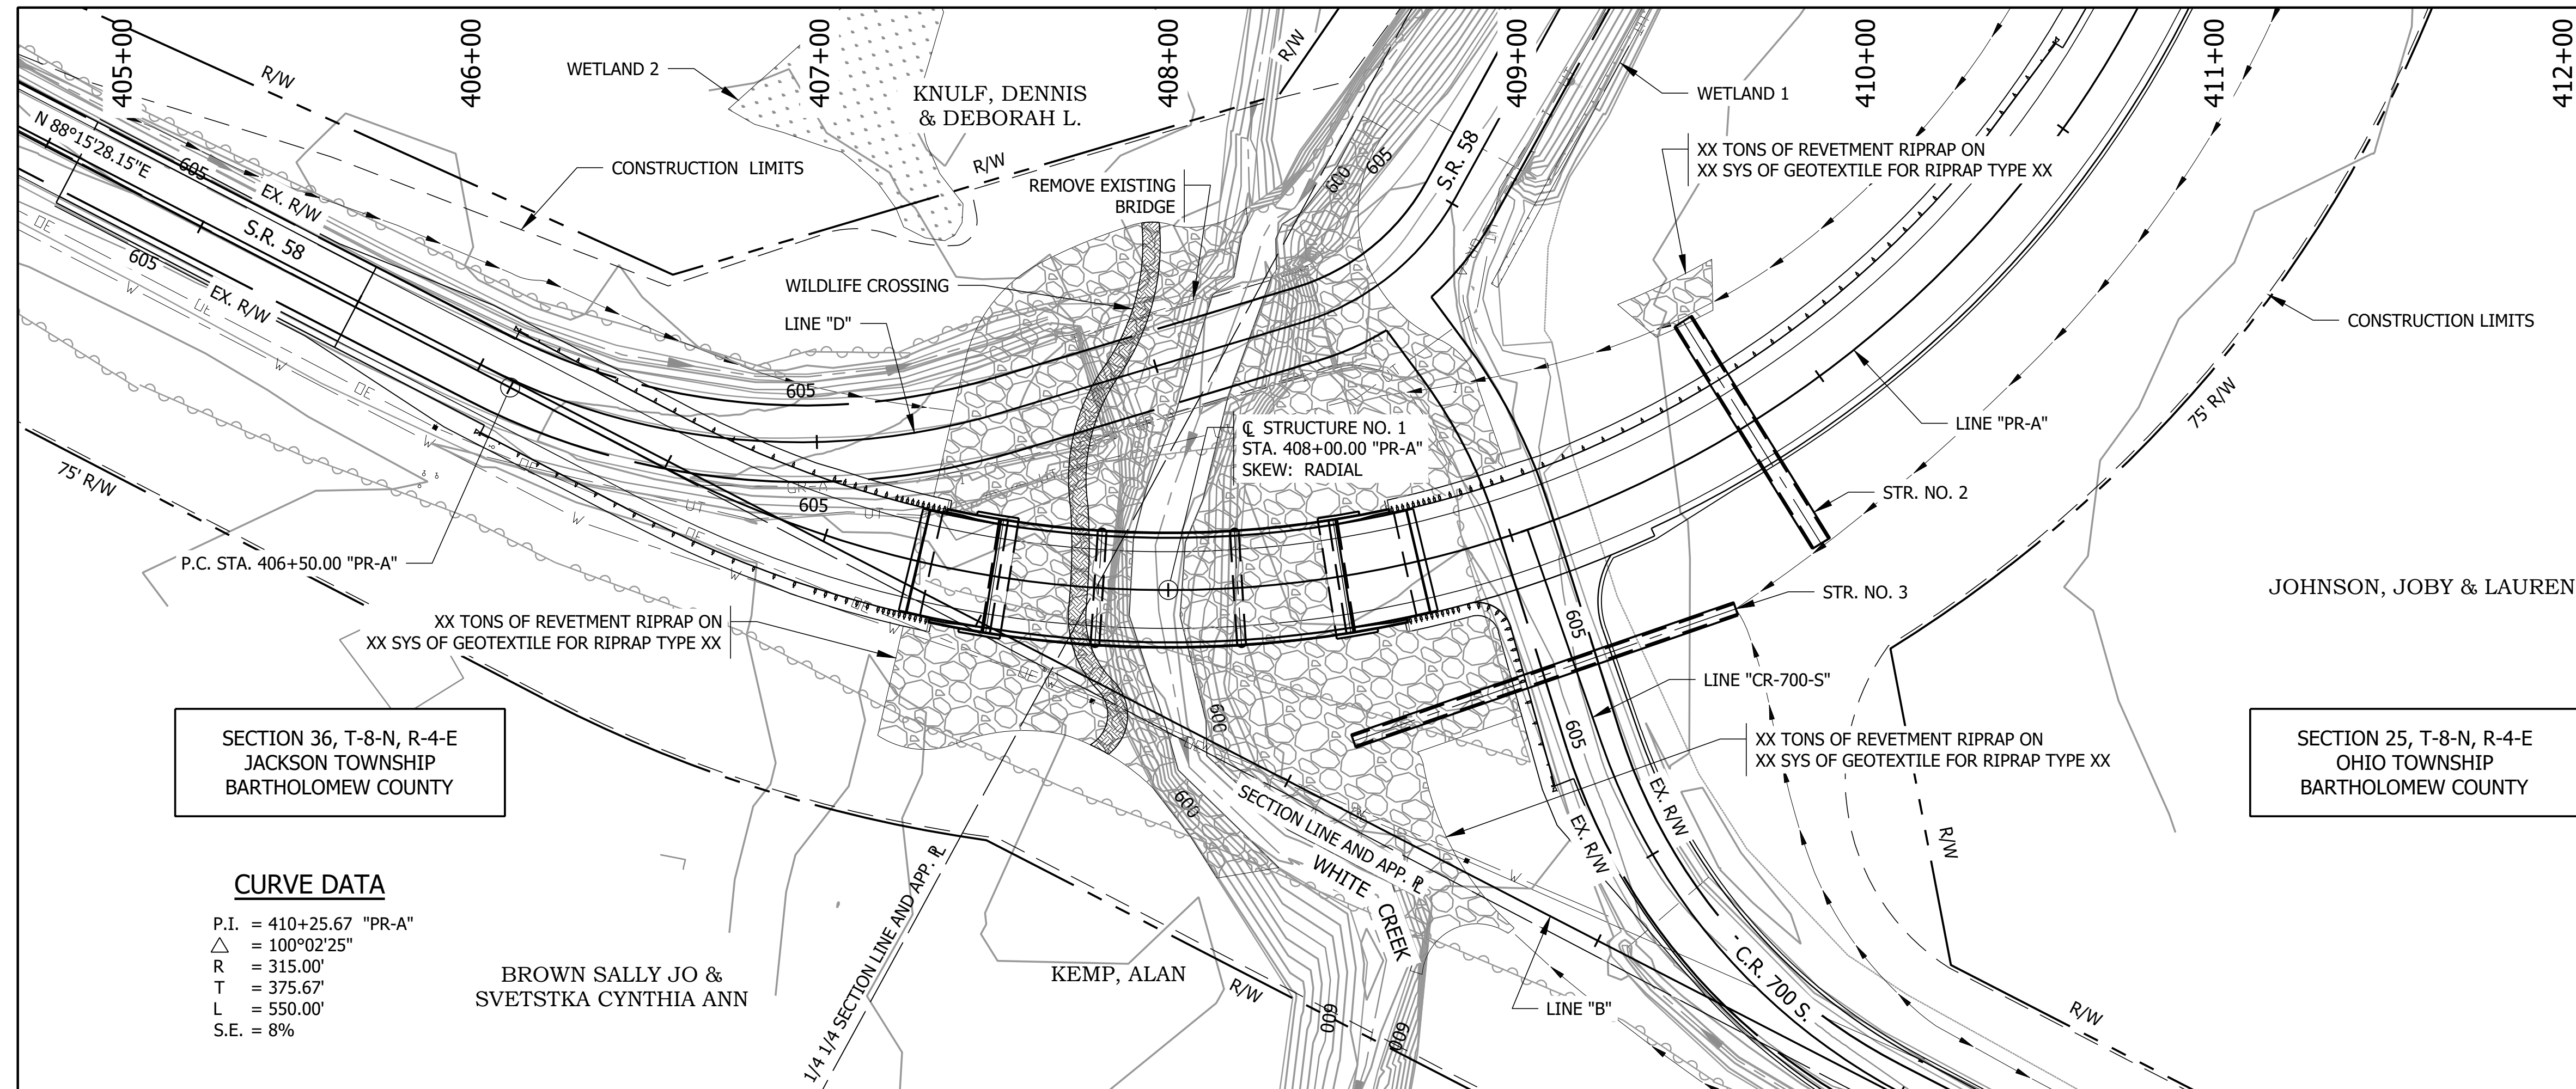 405+00
406+00
407+00
408+00
409+00
410+00
411+00
412+00
R/W
R/W
WETLAND 2
KNULF, DENNIS
& DEBORAH L.
WETLAND 1
N 88°15'28.15"E
605
EX. R/W
CONSTRUCTION LIMITS
R/W
REMOVE EXISTING
BRIDGE
600
605
S.R. 58
XX TONS OF REVETMENT RIPRAP ON
XX SYS OF GEOTEXTILE FOR RIPRAP TYPE XX
S.R. 58
605
EX. R/W
W
OE
WILDLIFE CROSSING
LINE "D"
CONSTRUCTION LIMITS
605
75' R/W
LINE "PR-A"
℄ STRUCTURE NO. 1
STA. 408+00.00 "PR-A"
SKEW: RADIAL
75' R/W
GR-A
UT
605
UT
STR. NO. 2
P.C. STA. 406+50.00 "PR-A"
JOHNSON, JOBY & LAUREN
STR. NO. 3
XX TONS OF REVETMENT RIPRAP ON
XX SYS OF GEOTEXTILE FOR RIPRAP TYPE XX
605
LINE "CR-700-S"
600
605
SECTION 36, T-8-N, R-4-E
JACKSON TOWNSHIP
BARTHOLOMEW COUNTY
XX TONS OF REVETMENT RIPRAP ON
XX SYS OF GEOTEXTILE FOR RIPRAP TYPE XX
SECTION 25, T-8-N, R-4-E
OHIO TOWNSHIP
BARTHOLOMEW COUNTY
600
SECTION LINE AND APP. ⅊
EX. R/W
EX. R/W
R/W
WHITE
CREEK
1/4 1/4 SECTION LINE AND APP. ⅊
CURVE DATA
P.I. = 410+25.67 "PR-A"
△ = 100°02'25"
R = 315.00'
T = 375.67'
L = 550.00'
S.E. = 8%
BROWN SALLY JO &
SVETSTKA CYNTHIA ANN
KEMP, ALAN
R/W
600
600
LINE "B"
C.R. 700 S.
R/W